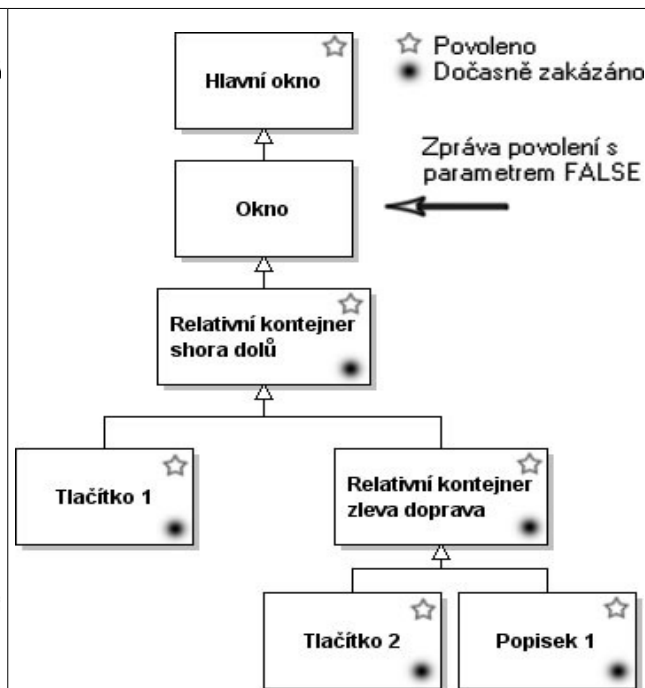 Hlavní okno
Povoleno
Dočasně zakázáno
Zpráva povolení s
parametrem FALSE
Okno
Relativní kontejner
shora dolů
Tlačítko 1
Relativní kontejner
zleva doprava
Tlačítko 2
Popisek 1